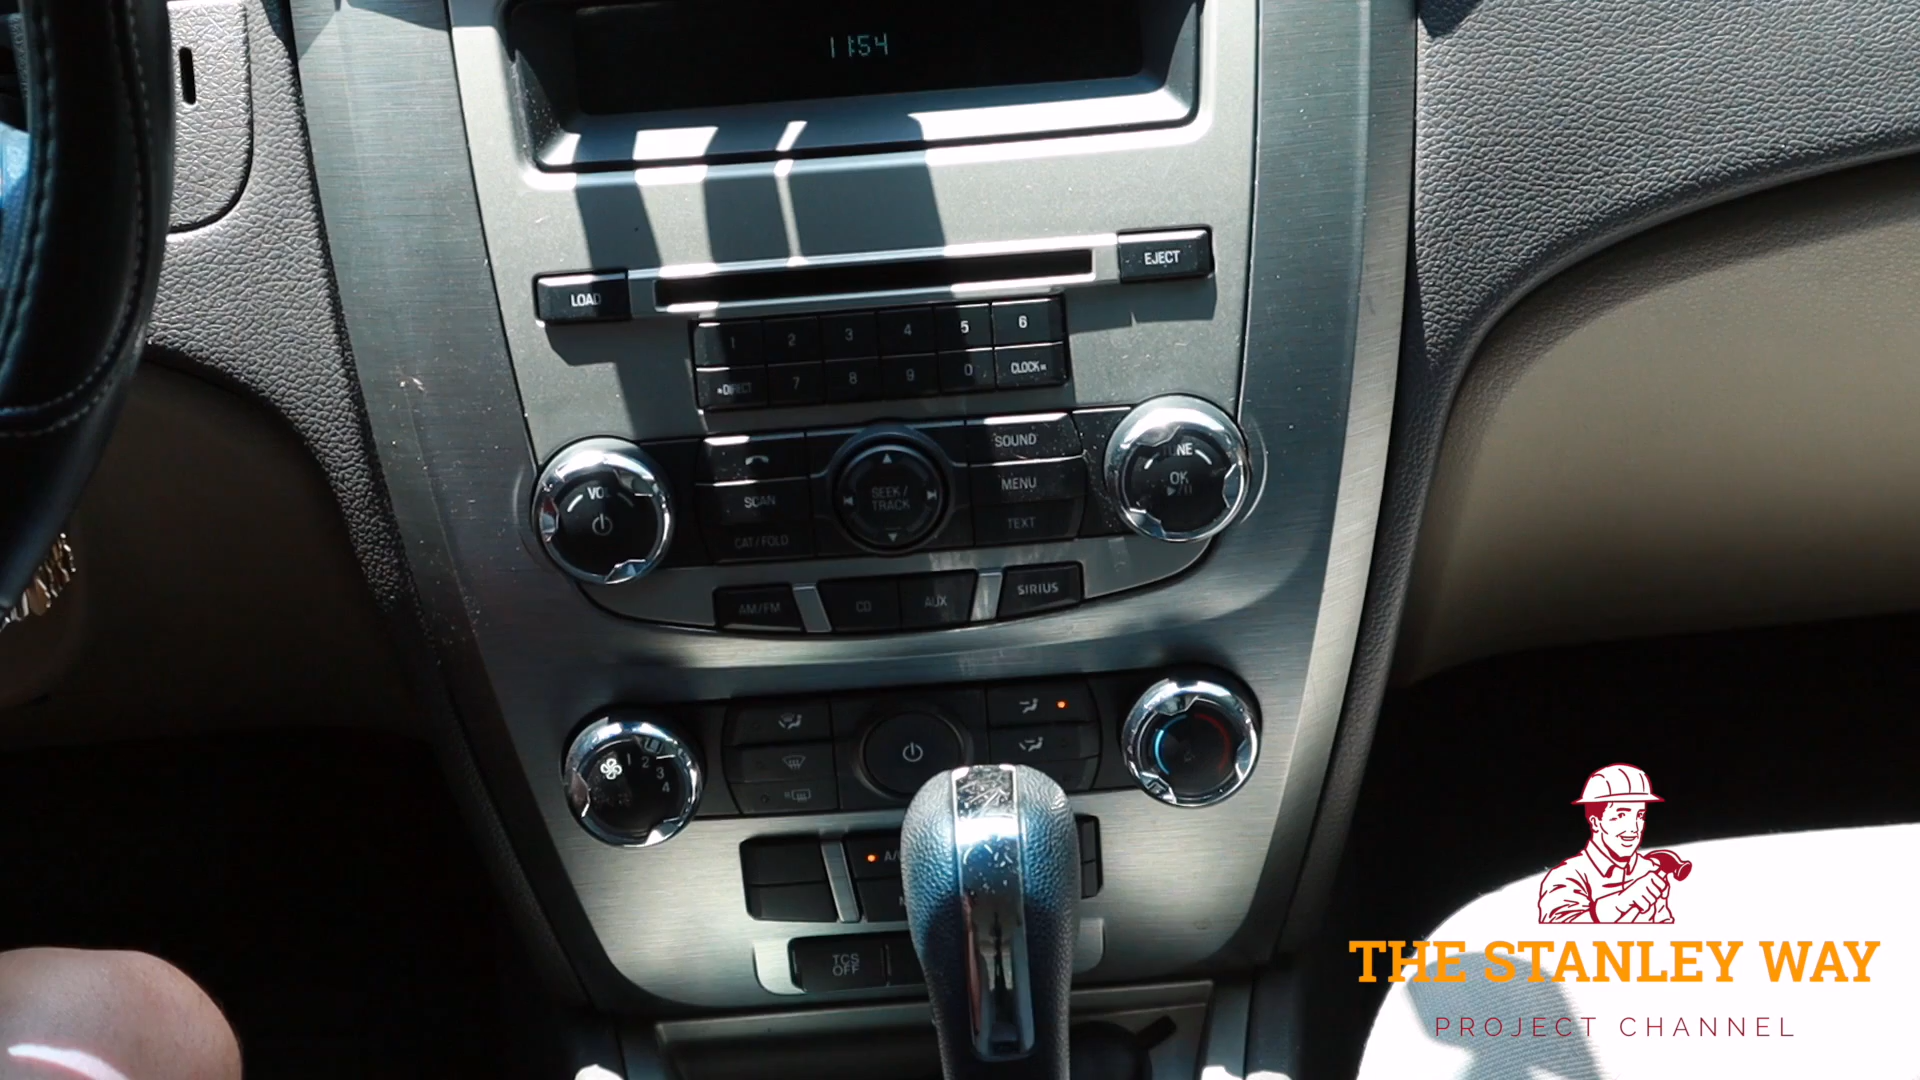 11:54
LOAD
EJECT
1 2 3 4 5 6
DIRECT 7 8 9 0 CLOCK
VOL
SCAN
CAT/FOLD
SEEK/
TRACK
SOUND
MENU
TEXT
TUNE
OK
AM/FM CD AUX SIRIUS
1 2 3 4
R
A/
TCS
OFF
THE STANLEY WAY
PROJECT CHANNEL